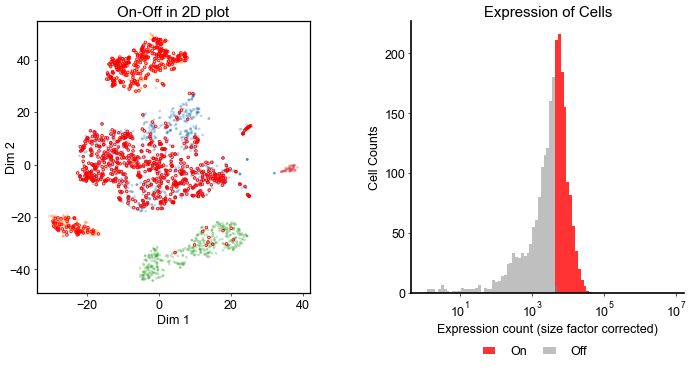 On-Off in 2D plot
Dim 2
40
20
0
−20
−40
−20
0
20
40
Dim 1
Expression of Cells
Cell Counts
200
150
100
50
0
10^1
10^3
10^5
10^7
Expression count (size factor corrected)
On
Off